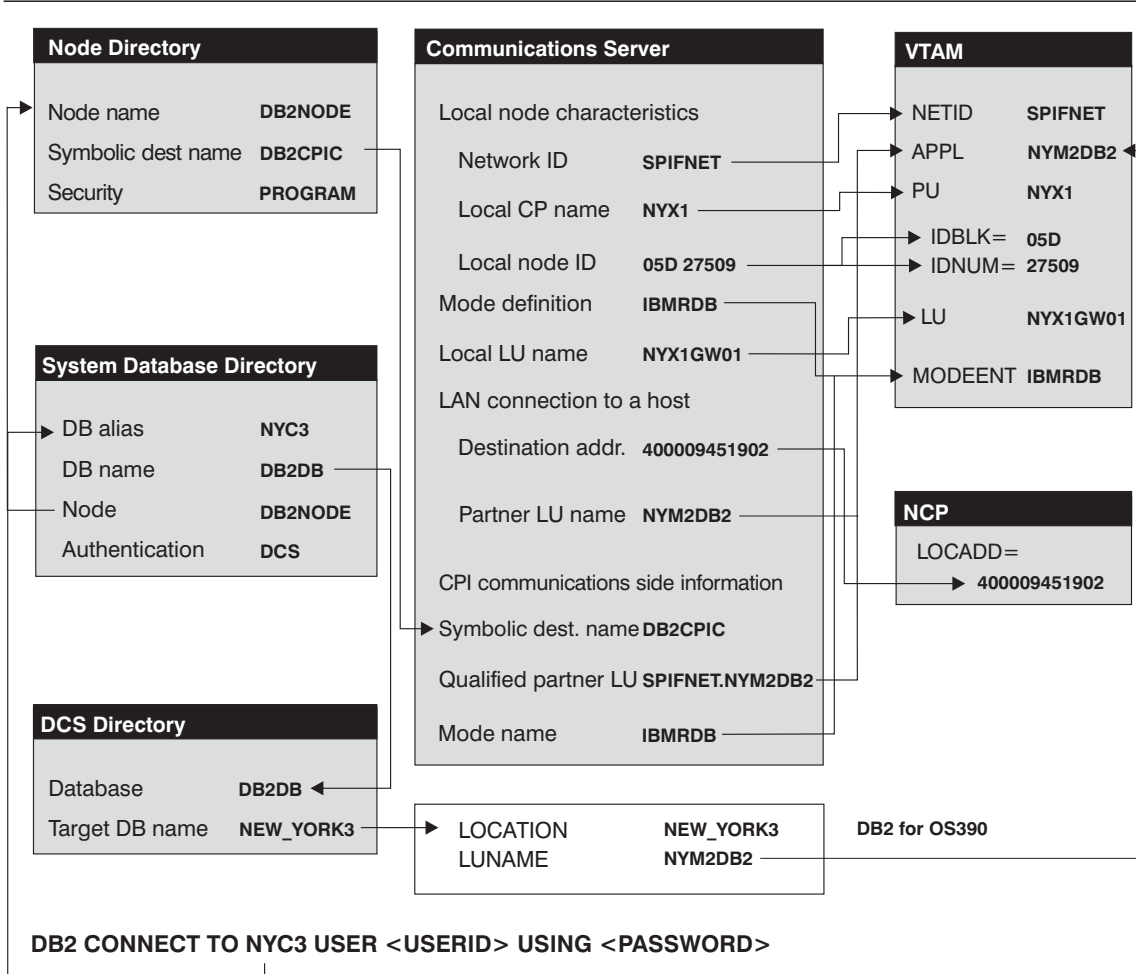 Node Directory
Node name DB2NODE
Symbolic dest name DB2CPIC
Security PROGRAM
System Database Directory
DB alias NYC3
DB name DB2DB
Node DB2NODE
Authentication DCS
DCS Directory
Database DB2DB
Target DB name NEW_YORK3
Communications Server
Local node characteristics
Network ID SPIFNET
Local CP name NYX1
Local node ID 05D 27509
Mode definition IBMRDB
Local LU name NYX1GW01
LAN connection to a host
Destination addr. 400009451902
Partner LU name NYM2DB2
CPI communications side information
Symbolic dest. name DB2CPIC
Qualified partner LU SPIFNET.NYM2DB2
Mode name IBMRDB
VTAM
NETID SPIFNET
APPL NYM2DB2
PU NYX1
IDBLK= 05D
IDNUM= 27509
LU NYX1GW01
MODEENT IBMRDB
NCP
LOCADD=
400009451902
LOCATION NEW_YORK3
LUNAME NYM2DB2
DB2 for OS390
DB2 CONNECT TO NYC3 USER <USERID> USING <PASSWORD>